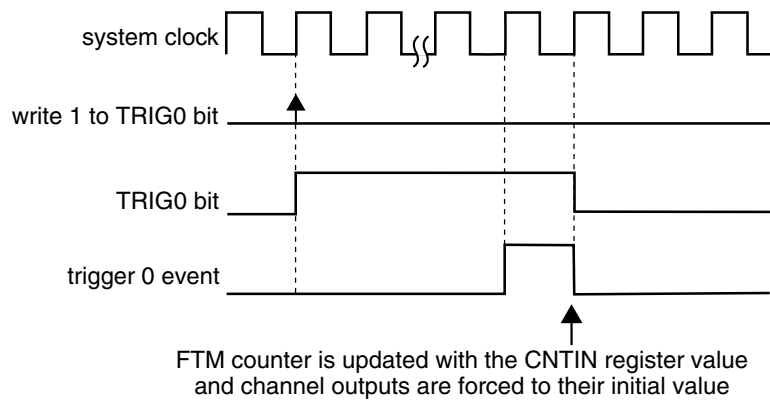 system clock
write 1 to TRIG0 bit
TRIG0 bit
trigger 0 event
FTM counter is updated with the CNTIN register value
and channel outputs are forced to their initial value